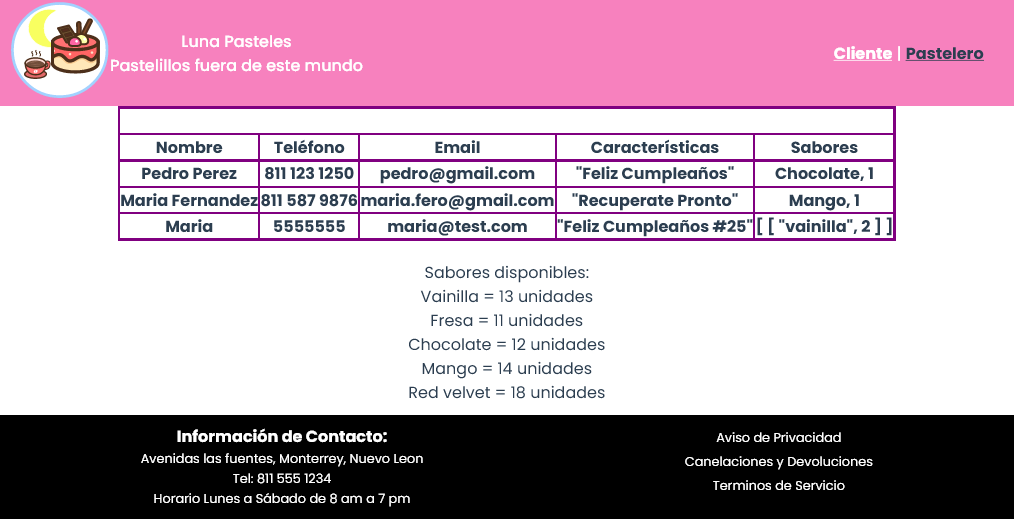 Luna Pasteles
Pastelillos fuera de este mundo
Cliente | Pastelero
Nombre Teléfono Email Características Sabores
Pedro Perez 811 123 1250 pedro@gmail.com "Feliz Cumpleaños" Chocolate, 1
Maria Fernandez 811 587 9876 maria.fero@gmail.com "Recuperate Pronto" Mango, 1
Maria 5555555 maria@test.com "Feliz Cumpleaños #25" [ [ "vainilla", 2 ] ]
Sabores disponibles:
Vainilla = 13 unidades
Fresa = 11 unidades
Chocolate = 12 unidades
Mango = 14 unidades
Red velvet = 18 unidades
Información de Contacto:
Avenidas las fuentes, Monterrey, Nuevo Leon
Tel: 811 555 1234
Horario Lunes a Sábado de 8 am a 7 pm
Aviso de Privacidad
Canelaciones y Devoluciones
Terminos de Servicio